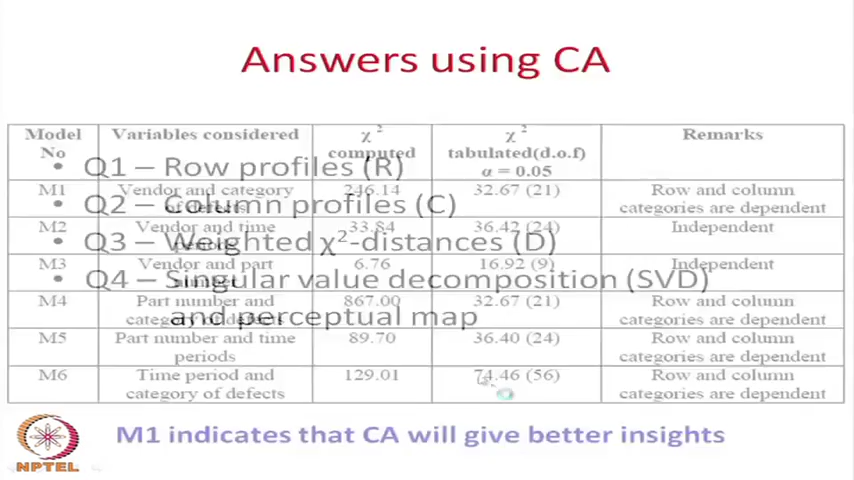 Answers using CA
Model No Variables considered χ² computed χ² tabulated(d.o.f) α = 0.05 Remarks
M1 Vendor and category of defects 246.14 32.67 (21) Row and column categories are dependent
M2 Vendor and time 33.84 36.42 (24) Independent
M3 Vendor and part 6.76 16.92 (9) Independent
M4 Part number and category of defects 867.00 32.67 (21) Row and column categories are dependent
M5 Part number and time periods 89.70 36.40 (24) Row and column categories are dependent
M6 Time period and category of defects 129.01 74.46 (56) Row and column categories are dependent
• Q1 – Row profiles (R)
• Q2 – Column profiles (C)
• Q3 – Weighted χ²-distances (D)
• Q4 – Singular value decomposition (SVD)
and perceptual map
M1 indicates that CA will give better insights
NPTEL